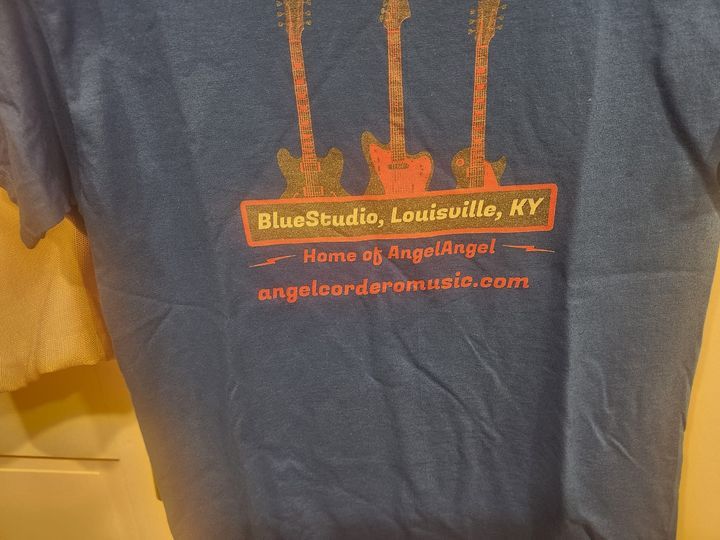 BlueStudio, Louisville, KY
Home of AngelAngel
angelcorderomusic.com